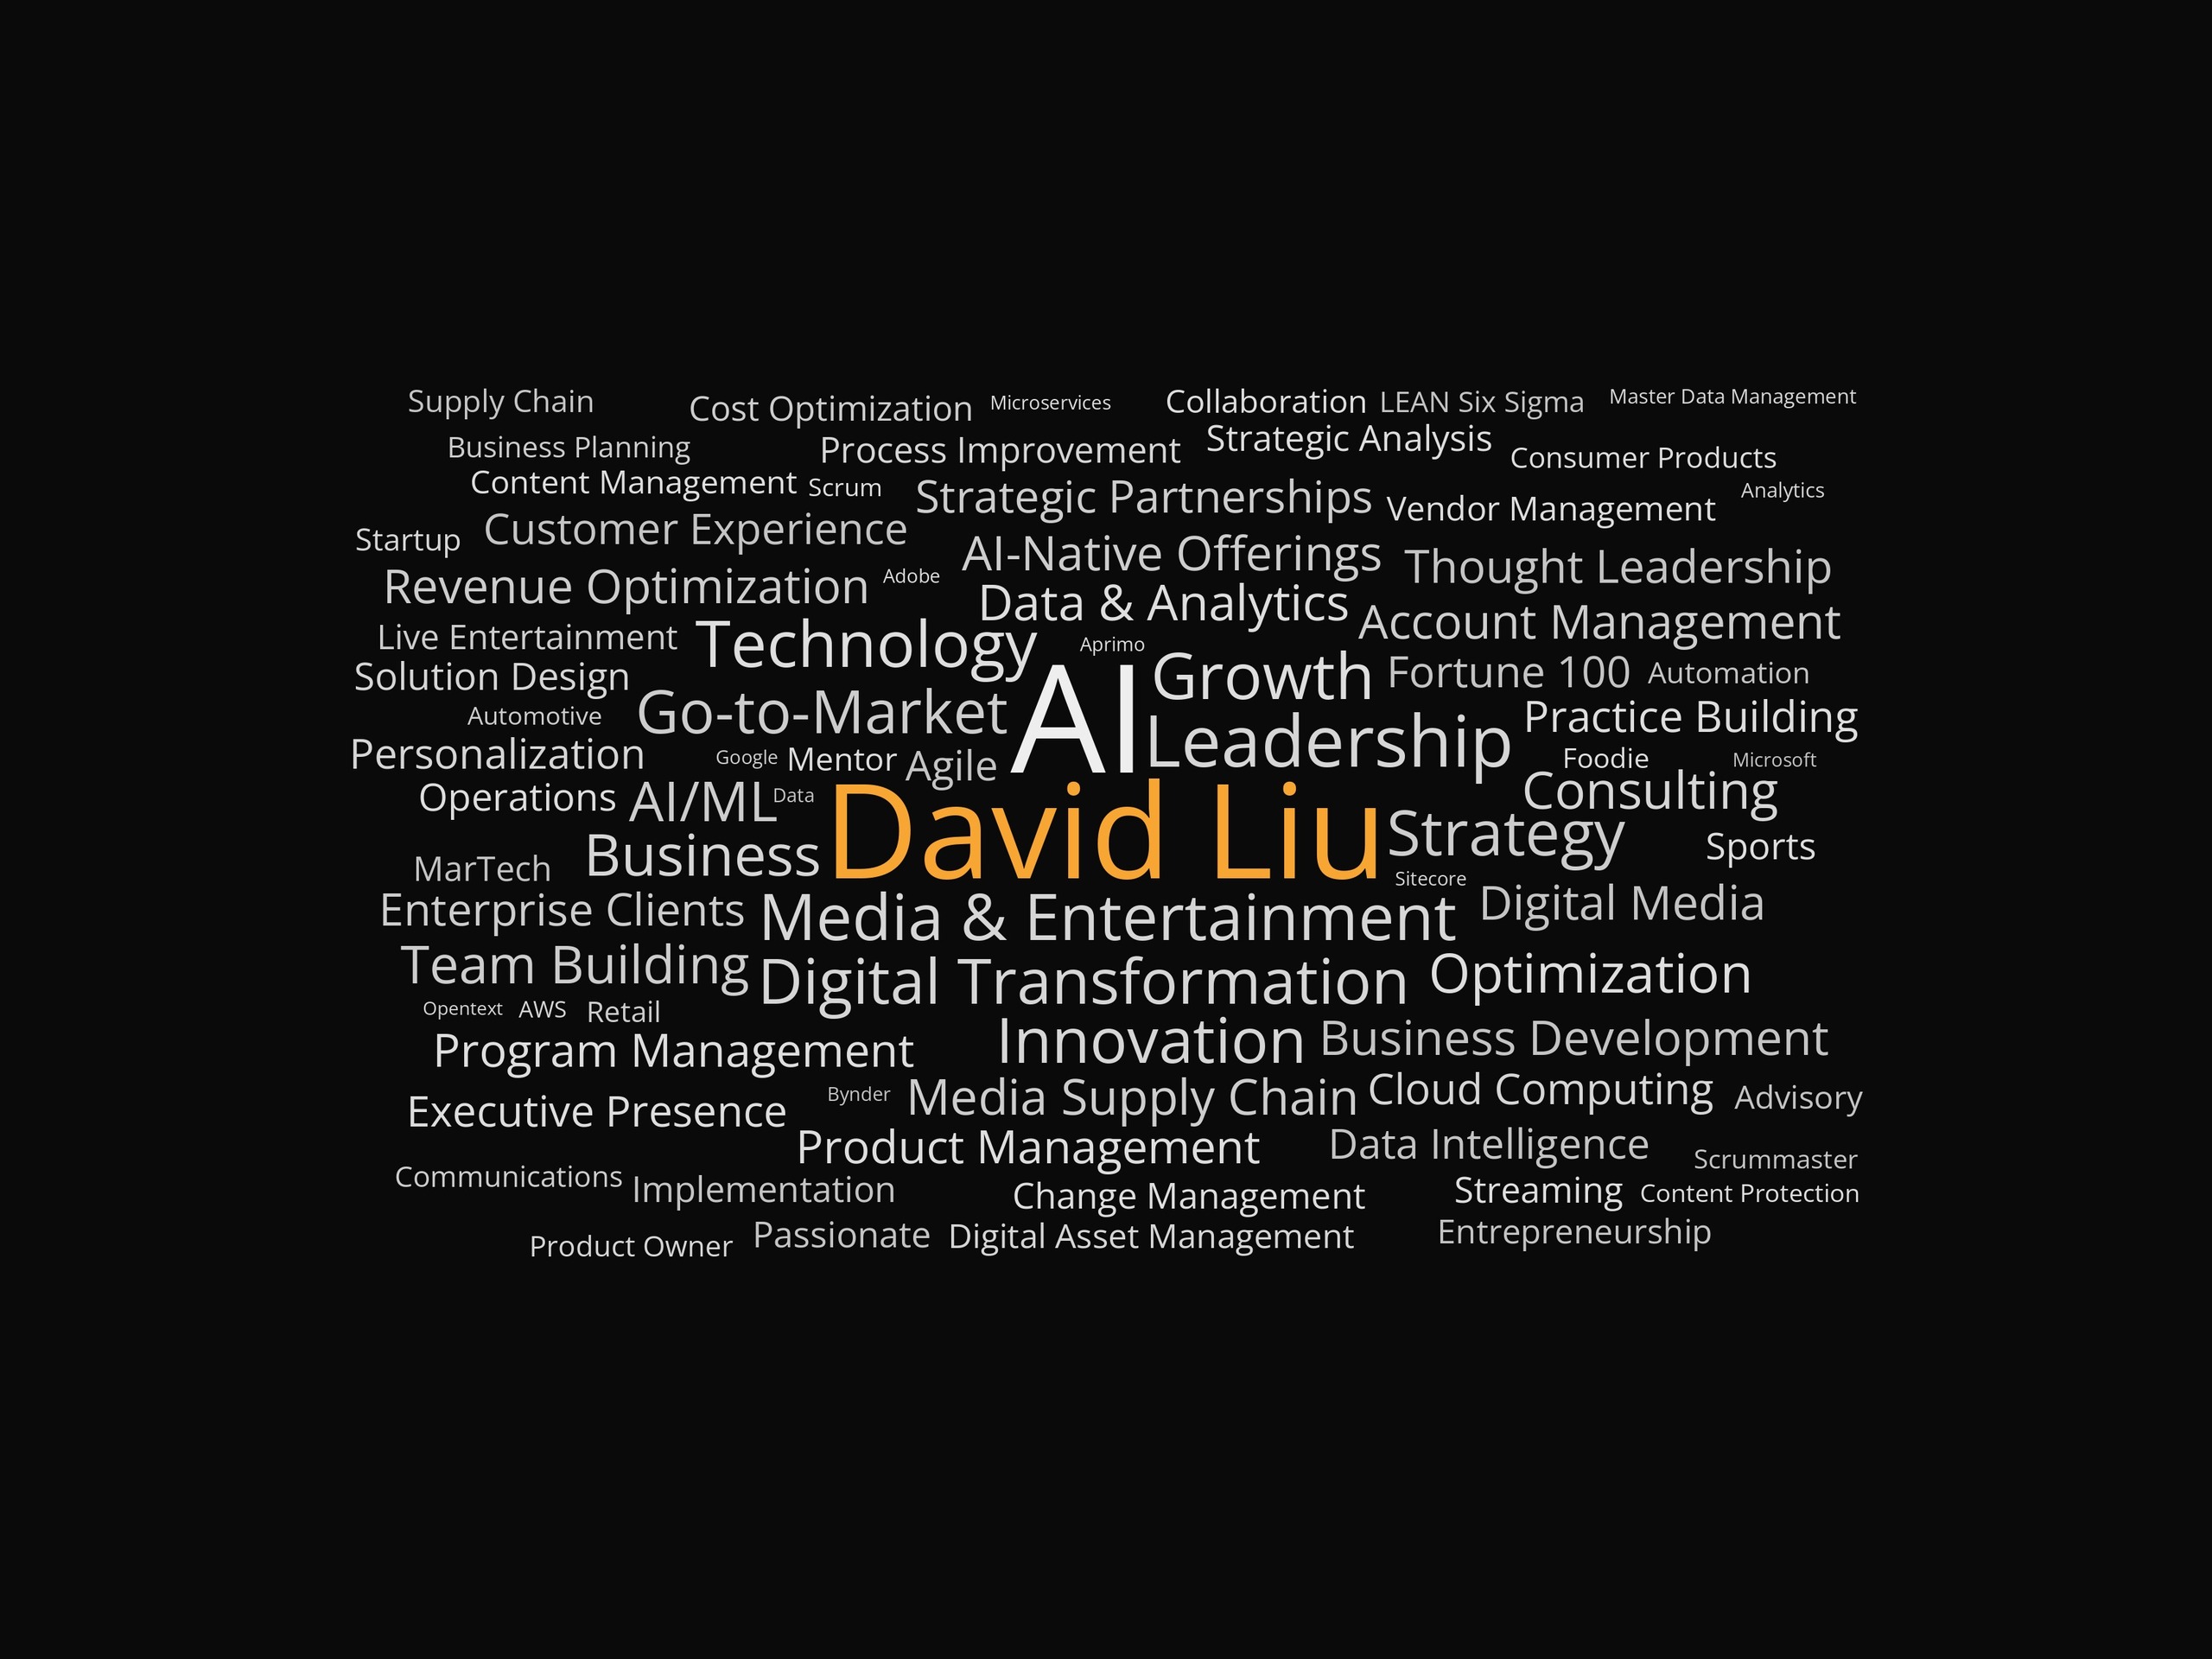 Supply Chain
Cost Optimization
Microservices
Collaboration
LEAN Six Sigma
Master Data Management
Business Planning
Process Improvement
Strategic Analysis
Consumer Products
Content Management
Scrum
Strategic Partnerships
Vendor Management
Analytics
Startup
Customer Experience
AI-Native Offerings
Thought Leadership
Revenue Optimization
Adobe
Data & Analytics
Account Management
Live Entertainment
Technology
Aprimo
Growth
Fortune 100
Automation
Solution Design
Go-to-Market
AI
Leadership
Practice Building
Automotive
Personalization
Google
Mentor
Agile
Foodie
Microsoft
Operations
AI/ML
Data
David Liu
Consulting
Strategy
Sports
MarTech
Business
Sitecore
Enterprise Clients
Media & Entertainment
Digital Media
Team Building
Digital Transformation
Optimization
Opentext
AWS
Retail
Program Management
Innovation
Business Development
Executive Presence
Bynder
Media Supply Chain
Cloud Computing
Advisory
Product Management
Data Intelligence
Scrummaster
Communications
Implementation
Change Management
Streaming
Content Protection
Product Owner
Passionate
Digital Asset Management
Entrepreneurship